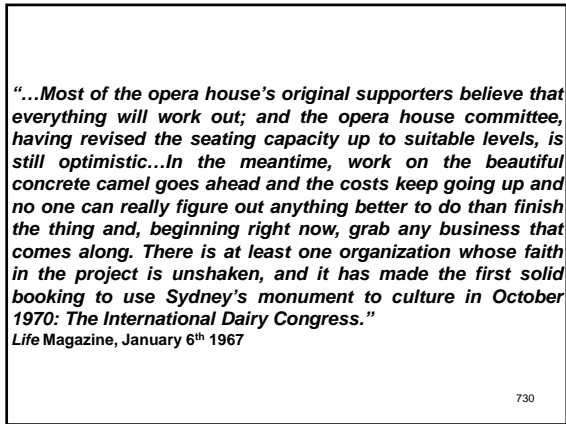 “…Most of the opera house’s original supporters believe that
everything will work out; and the opera house committee,
having revised the seating capacity up to suitable levels, is
still optimistic…In the meantime, work on the beautiful
concrete camel goes ahead and the costs keep going up and
no one can really figure out anything better to do than finish
the thing and, beginning right now, grab any business that
comes along. There is at least one organization whose faith
in the project is unshaken, and it has made the first solid
booking to use Sydney’s monument to culture in October
1970: The International Dairy Congress.”
Life Magazine, January 6th 1967
730